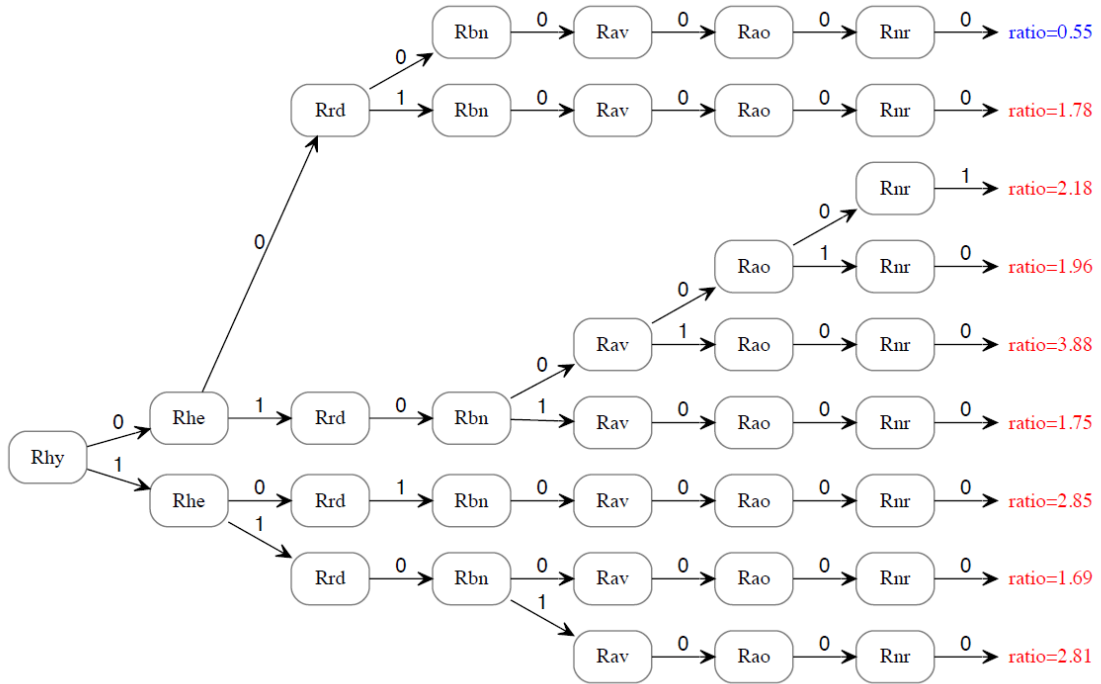 0 0 0 0 0
Rbn Rav Rao Rnr ratio=0.55
0
1 0 0 0 0
Rrd Rbn Rav Rao Rnr ratio=1.78
1
Rnr ratio=2.18
0
0
1 0
Rao Rnr ratio=1.96
0
1 0 0
Rav Rao Rnr ratio=3.88
0
1 0 1 0 0 0
Rhe Rrd Rbn Rav Rao Rnr ratio=1.75
0
Rhy
1
0 1 0 0 0 0
Rhe Rrd Rbn Rav Rao Rnr ratio=2.85
1
0 0 0 0 0
Rrd Rbn Rav Rao Rnr ratio=1.69
1
0 0 0
Rav Rao Rnr ratio=2.81